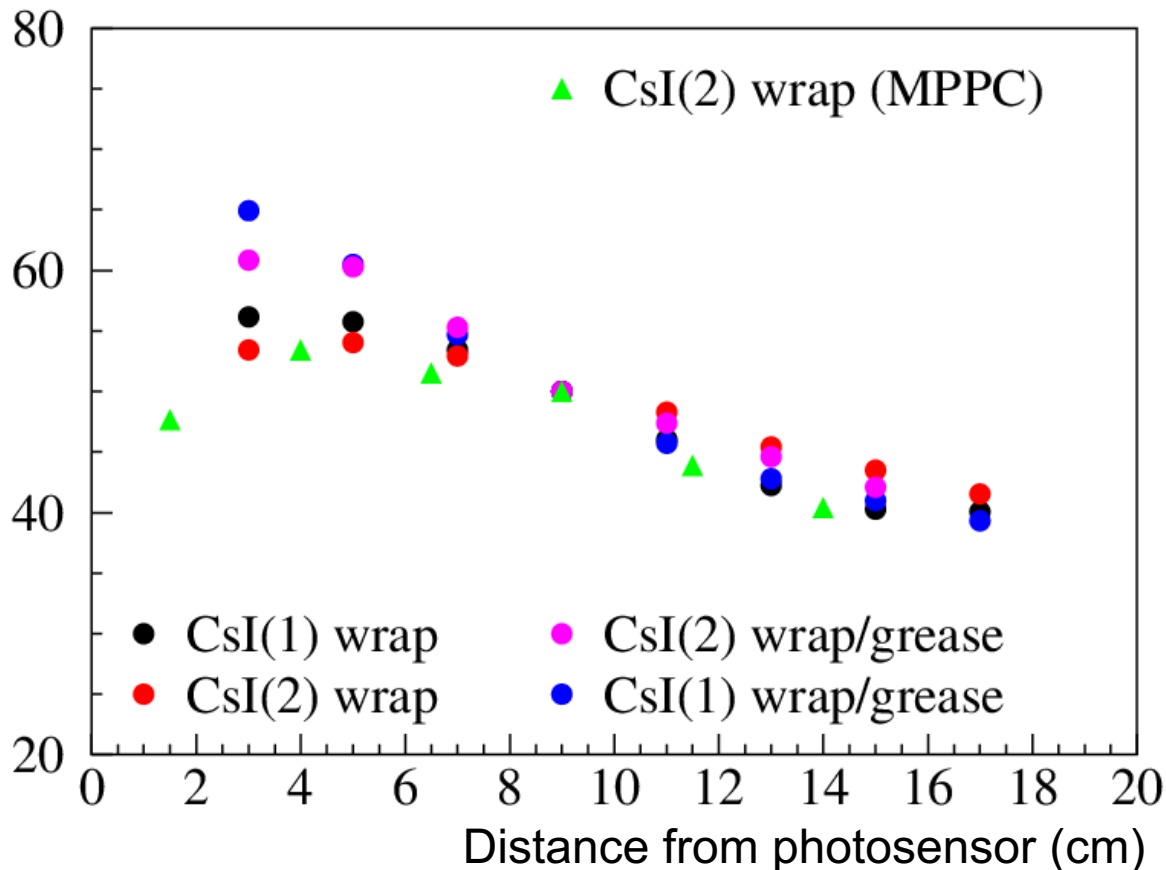 80
CsI(2) wrap (MPPC)
60
40
CsI(1) wrap
CsI(2) wrap/grease
CsI(2) wrap
CsI(1) wrap/grease
20
0 2 4 6 8 10 12 14 16 18 20
Distance from photosensor (cm)